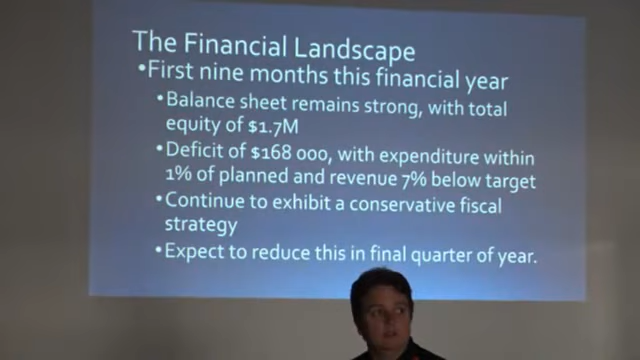 The Financial Landscape
•First nine months this financial year
•Balance sheet remains strong, with total
equity of $1.7M
•Deficit of $168 000, with expenditure within
1% of planned and revenue 7% below target
•Continue to exhibit a conservative fiscal
strategy
•Expect to reduce this in final quarter of year.